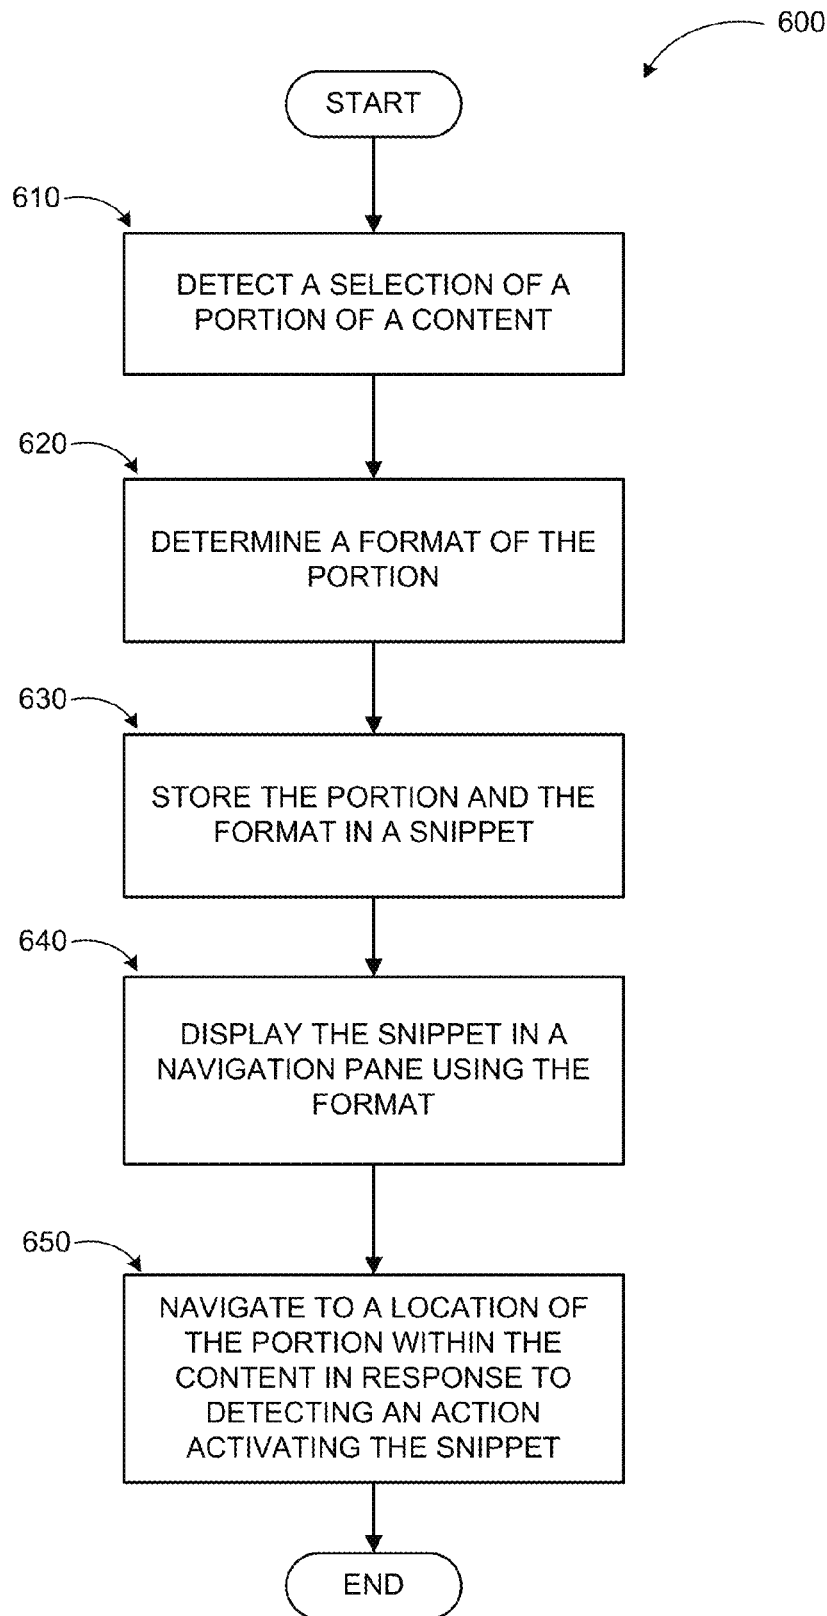 600
START
610
DETECT A SELECTION OF A
PORTION OF A CONTENT
620
DETERMINE A FORMAT OF THE
PORTION
630
STORE THE PORTION AND THE
FORMAT IN A SNIPPET
640
DISPLAY THE SNIPPET IN A
NAVIGATION PANE USING THE
FORMAT
650
NAVIGATE TO A LOCATION OF
THE PORTION WITHIN THE
CONTENT IN RESPONSE TO
DETECTING AN ACTION
ACTIVATING THE SNIPPET
END